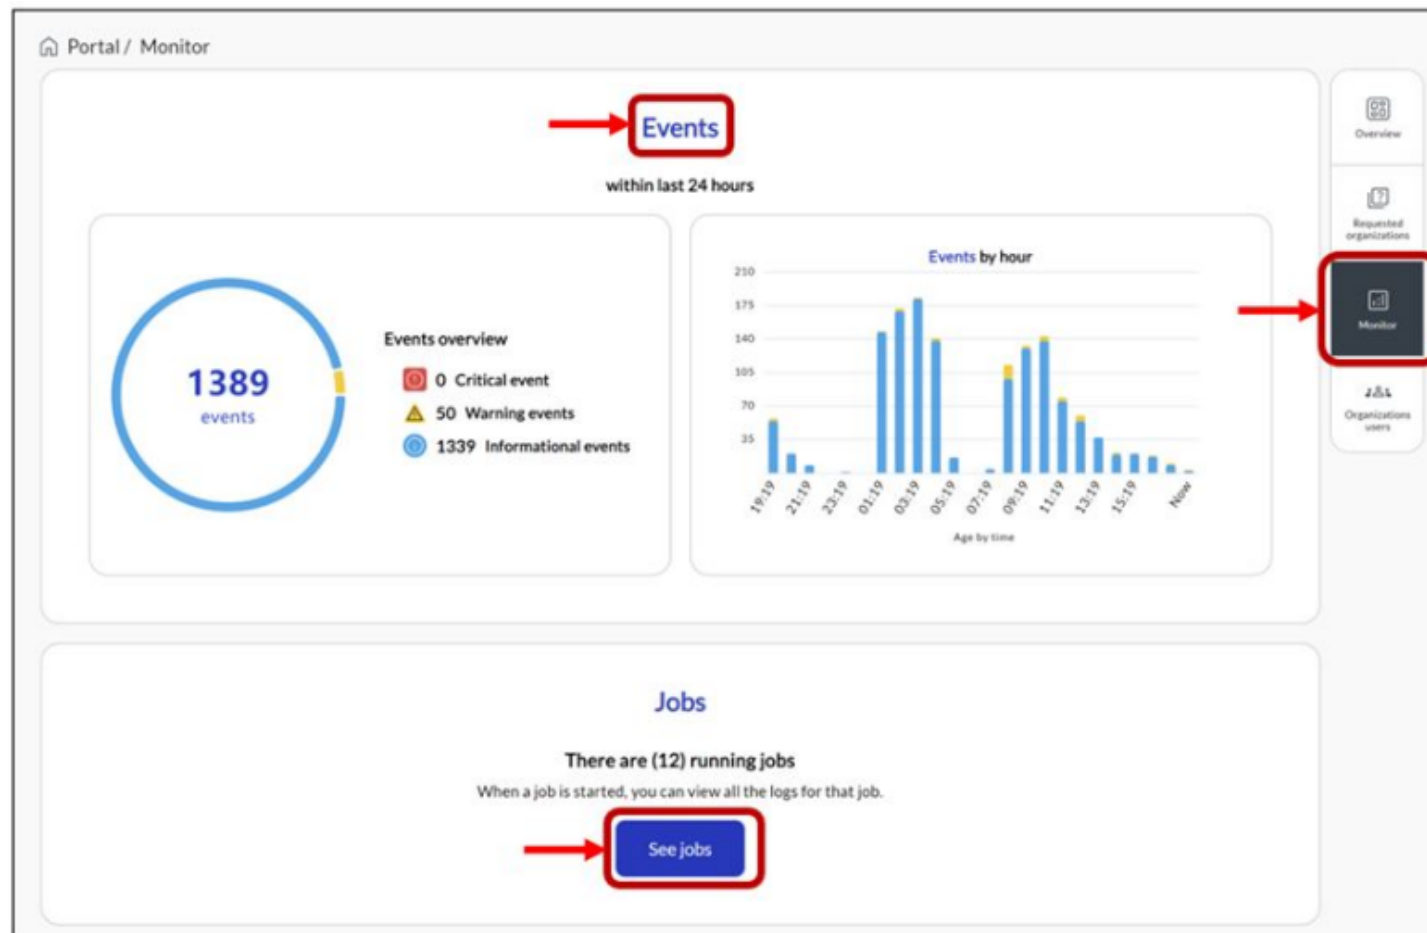 Portal / Monitor
Events
within last 24 hours
1389
events
Events overview
0 Critical event
50 Warning events
1339 Informational events
Events by hour
210
175
140
105
70
35
19:19
21:19
23:19
01:19
03:19
05:19
07:19
09:19
11:19
13:19
15:19
Now
Age by time
Jobs
There are (12) running jobs
When a job is started, you can view all the logs for that job.
See jobs
Overview
Requested
organizations
Monitor
Organizations
users